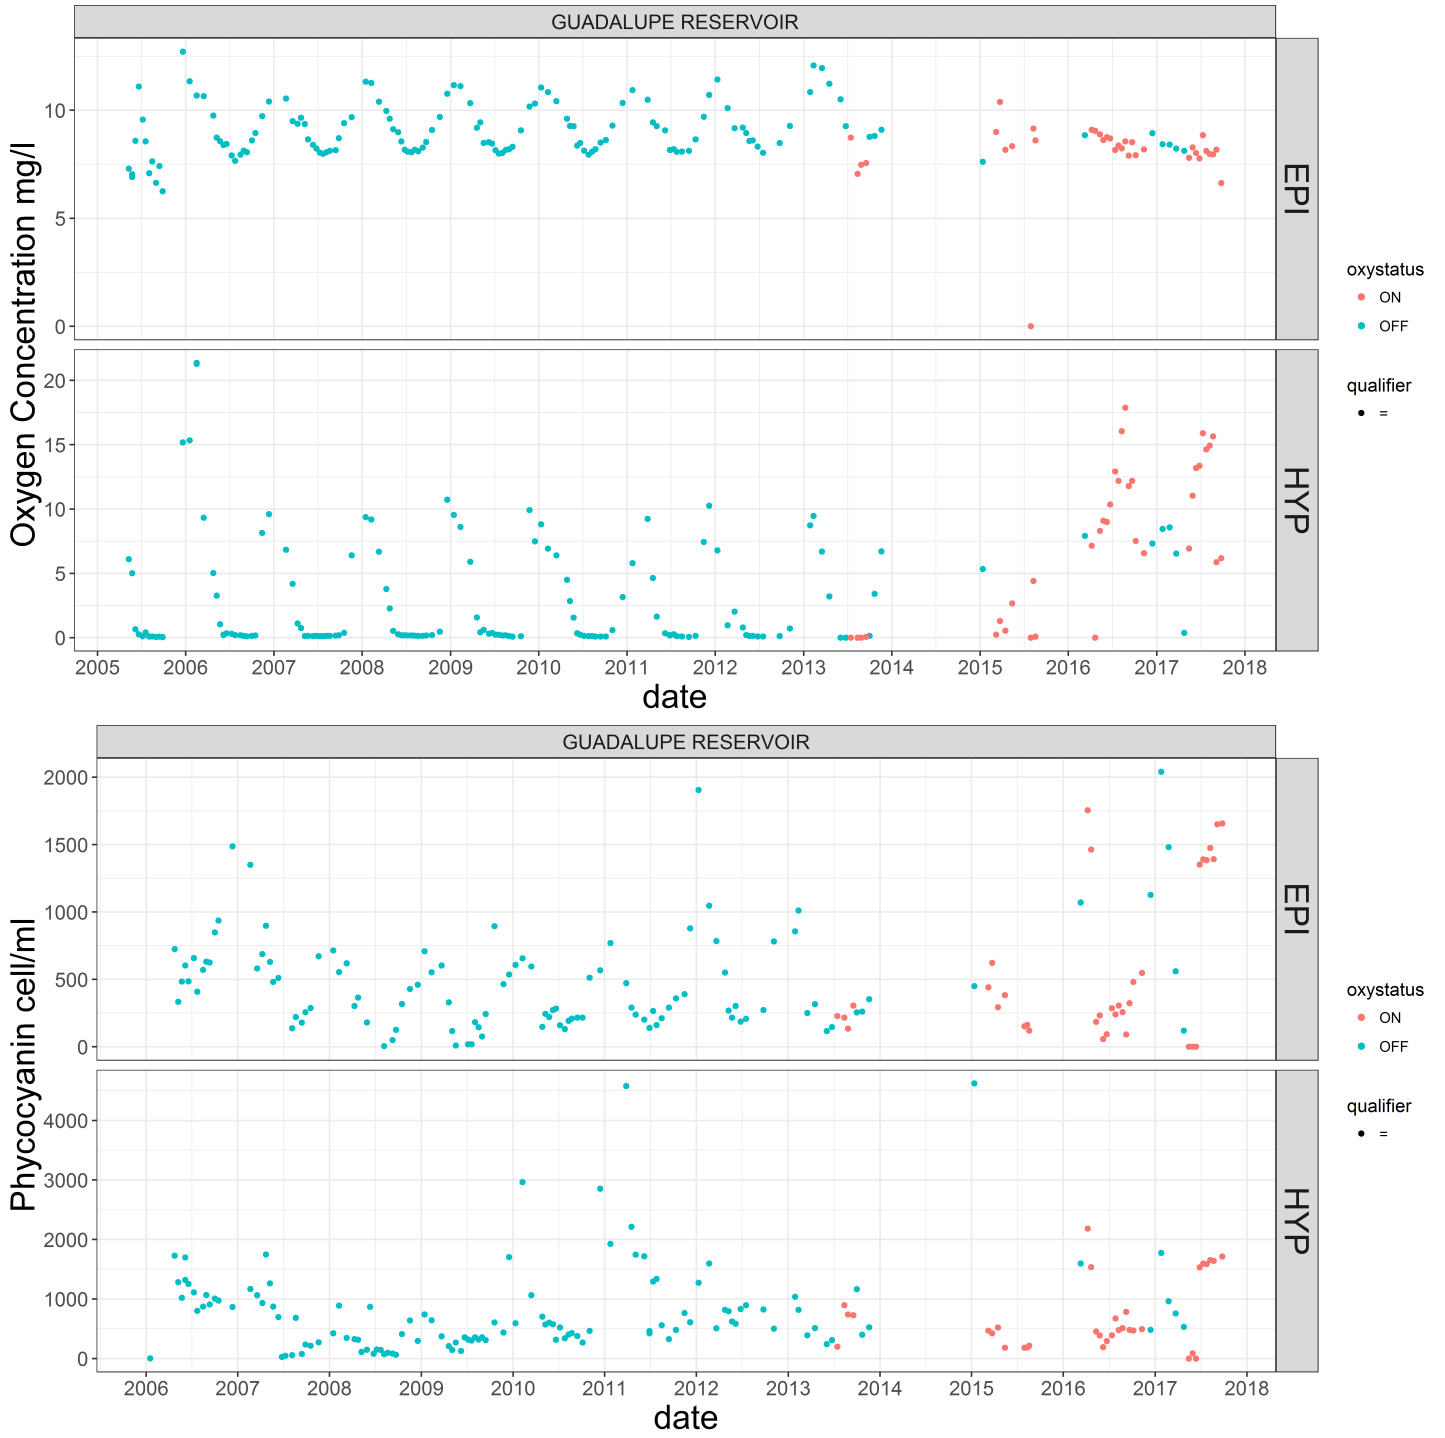 GUADALUPE RESERVOIR
Oxygen Concentration mg/l
10
5
0
EPI
20
15
10
5
0
HYP
2005 2006 2007 2008 2009 2010 2011 2012 2013 2014 2015 2016 2017 2018
date
oxystatus
ON
OFF
qualifier
=
GUADALUPE RESERVOIR
Phycocyanin cell/ml
2000
1500
1000
500
0
EPI
4000
3000
2000
1000
0
HYP
2006 2007 2008 2009 2010 2011 2012 2013 2014 2015 2016 2017 2018
date
oxystatus
ON
OFF
qualifier
=